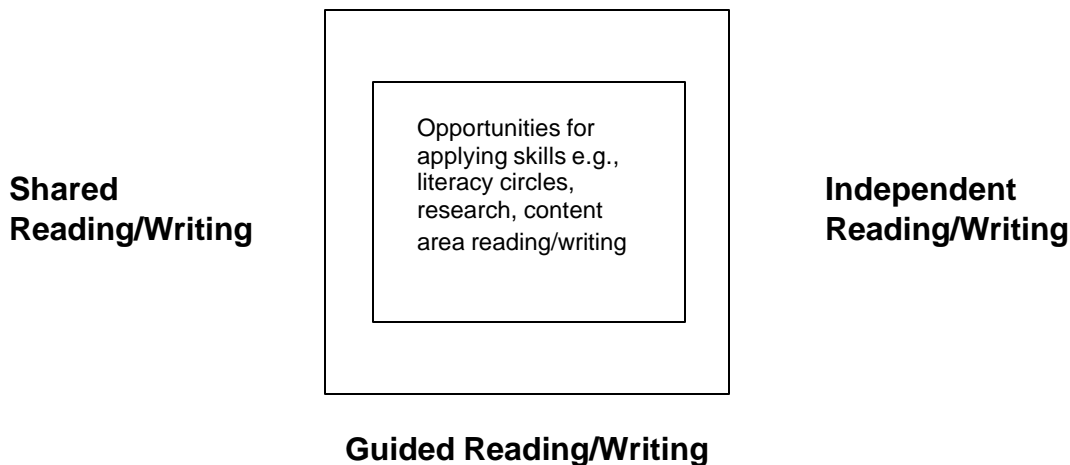 Opportunities for
applying skills e.g.,
literacy circles,
research, content
area reading/writing
Shared
Reading/Writing
Independent
Reading/Writing
Guided Reading/Writing